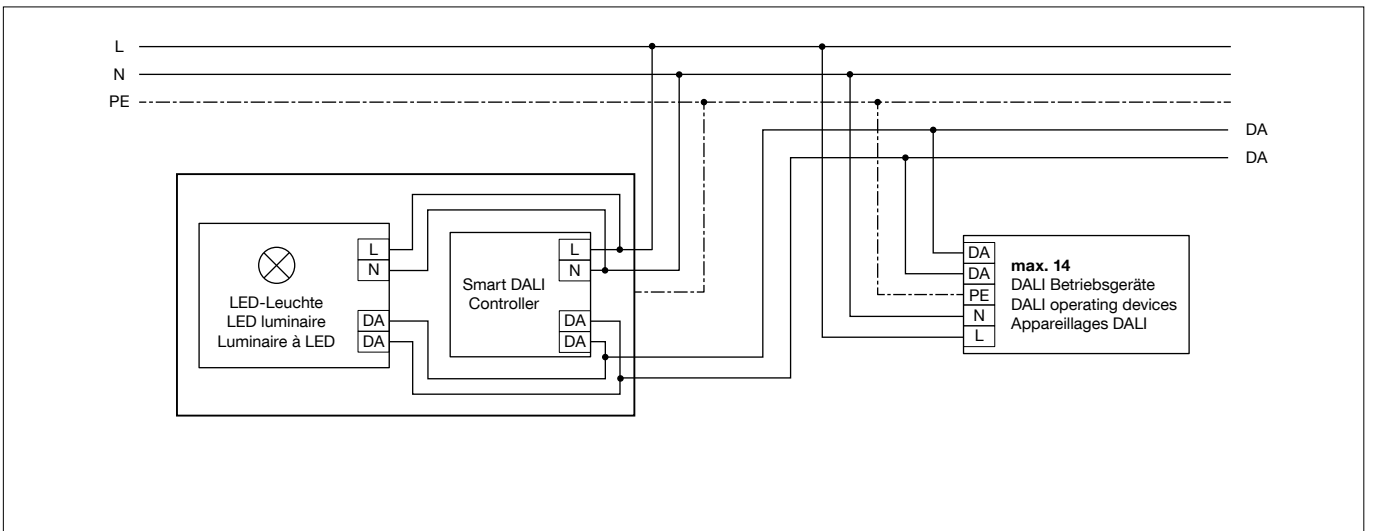 L
N
PE
DA
DA
L
N
LED-Leuchte
LED luminaire
Luminaire à LED
DA
DA
Smart DALI
Controller
L
N
DA
DA
DA
DA
PE
N
L
max. 14
DALI Betriebsgeräte
DALI operating devices
Appareillages DALI